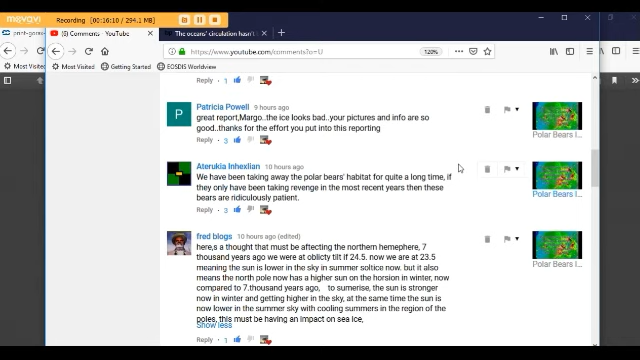 movavi Recording | 00:16:10 / 294.1 MB
print-goras
(1) Comments - YouTube
The oceans' circulation hasn't
https://www.youtube.com/comments?o=U
120%
Most Visited
Most Visited Getting Started EOSDIS Worldview
Reply 1
Patricia Powell 9 hours ago
great report,Margo..the ice looks bad..your pictures and info are so
good..thanks for the effort you put into this reporting
Reply 3
Polar Bears I...
Aterukia Inhexlian 10 hours ago
We have been taking away the polar bears' habitat for quite a long time, if
they only have been taking revenge in the most recent years then these
bears are ridiculously patient.
Reply 3
Polar Bears I...
fred blogs 10 hours ago (edited)
here,s a thought that must be affecting the northern hemephere, 7
thousand years ago we were at oblicty tilt if 24.5. now we are at 23.5
meaning the sun is lower in the sky in summer soltice now. but it also
means the north pole now has a higher sun on the horsion in winter, now
compared to 7.thousand years ago, to sumerise, the sun is stronger
now in winter and getting higher in the sky, at the same time the sun is
now lower in the summer sky with cooling summers in the region of the
poles, this must be having an impact on sea ice,
Show less
Reply 1
Polar Bears I...